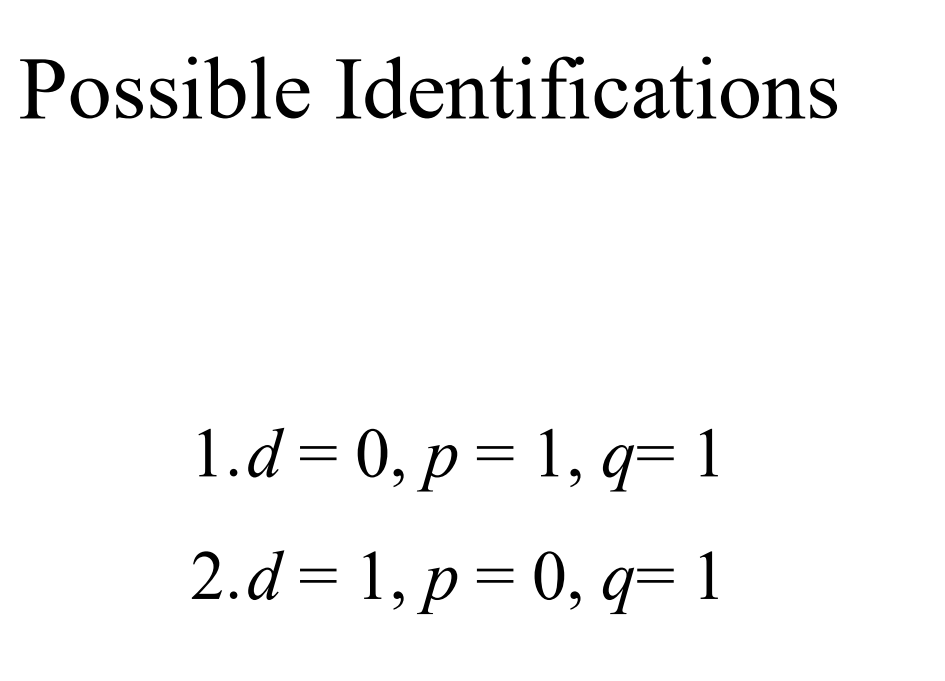 Possible Identifications
1.d = 0, p = 1, q= 1
2.d = 1, p = 0, q= 1